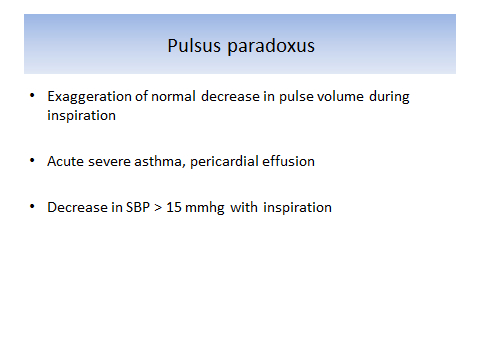 Pulsus paradoxus
• Exaggeration of normal decrease in pulse volume during
inspiration
• Acute severe asthma, pericardial effusion
• Decrease in SBP > 15 mmhg with inspiration